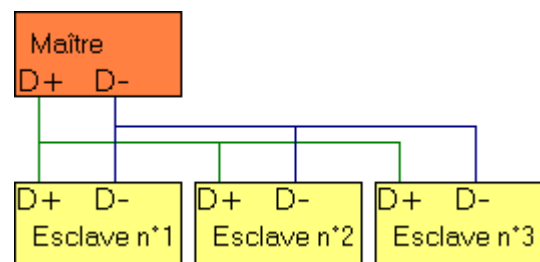 Maître
D+ D-
D+ D- D+ D- D+ D-
Esclave n°1 Esclave n°2 Esclave n°3